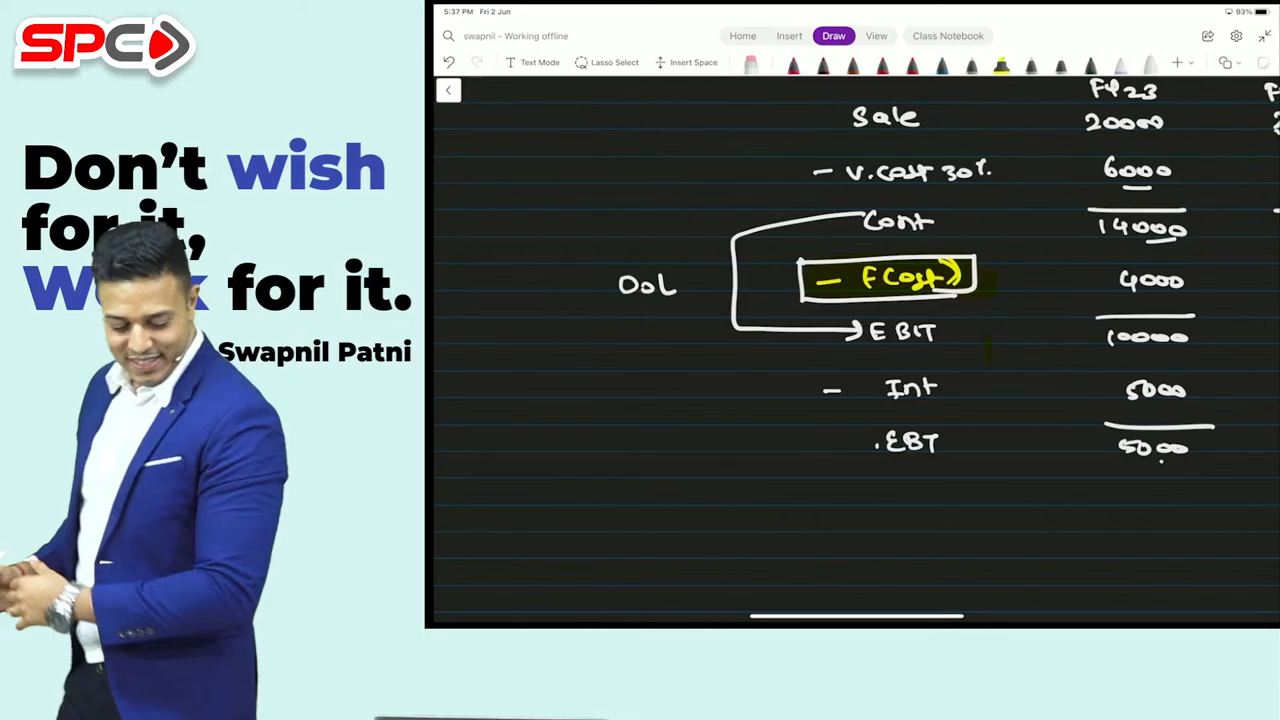 SPC
Don't wish
for it,
W k for it.
Swapnil Patni
5:37 PM Fri 2 Jun
93%
swapnil - Working offline
Home Insert Draw View Class Notebook
Text Mode Lasso Select Insert Space
FY23
Sale 20000
- V.Cost 30% 6000
Cont 14000
DOL
- F Cost 4000
EBIT 10000
- Int 5000
EBT 5000